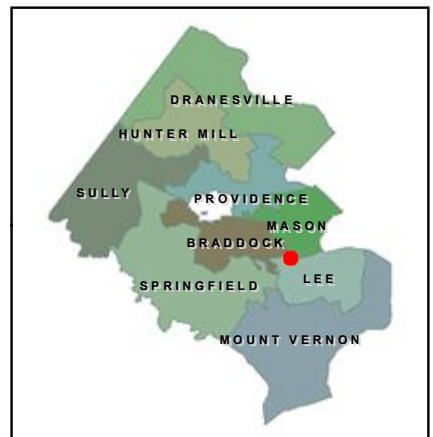 DRANESVILLE
HUNTER MILL
SULLY
PROVIDENCE
MASON
BRADDOCK
LEE
SPRINGFIELD
MOUNT VERNON